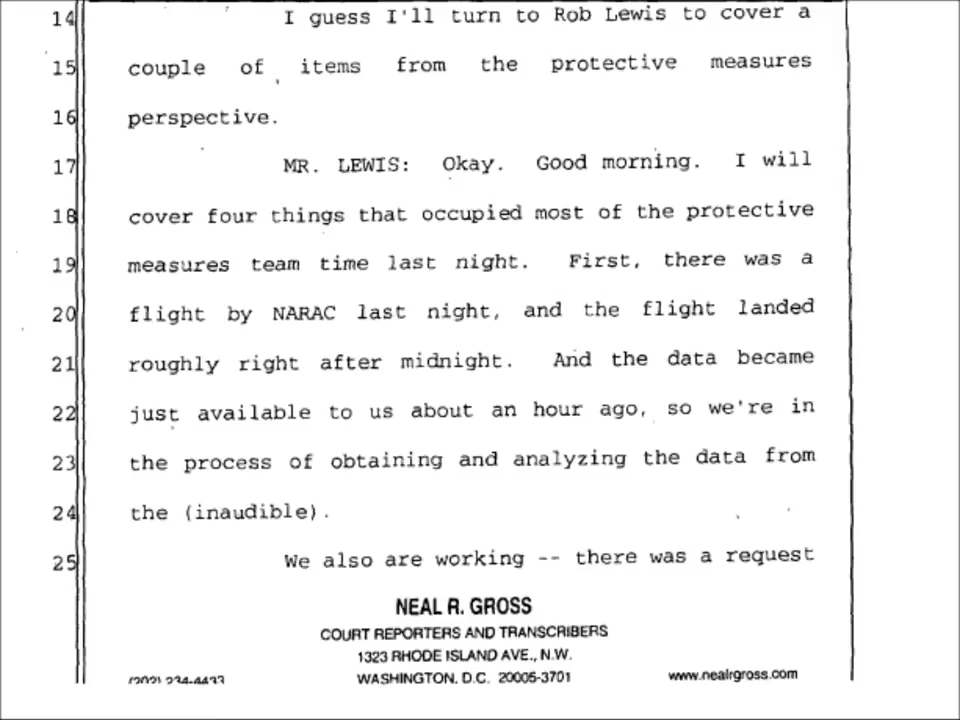 14 I guess I'll turn to Rob Lewis to cover a
15 couple of items from the protective measures
16 perspective.
17 MR. LEWIS: Okay. Good morning. I will
18 cover four things that occupied most of the protective
19 measures team time last night. First, there was a
20 flight by NARAC last night, and the flight landed
21 roughly right after midnight. And the data became
22 just available to us about an hour ago, so we're in
23 the process of obtaining and analyzing the data from
24 the (inaudible).
25 We also are working -- there was a request
NEAL R. GROSS
COURT REPORTERS AND TRANSCRIBERS
1323 RHODE ISLAND AVE., N.W.
(202) 234-4433 WASHINGTON, D.C. 20005-3701 www.nealrgross.com